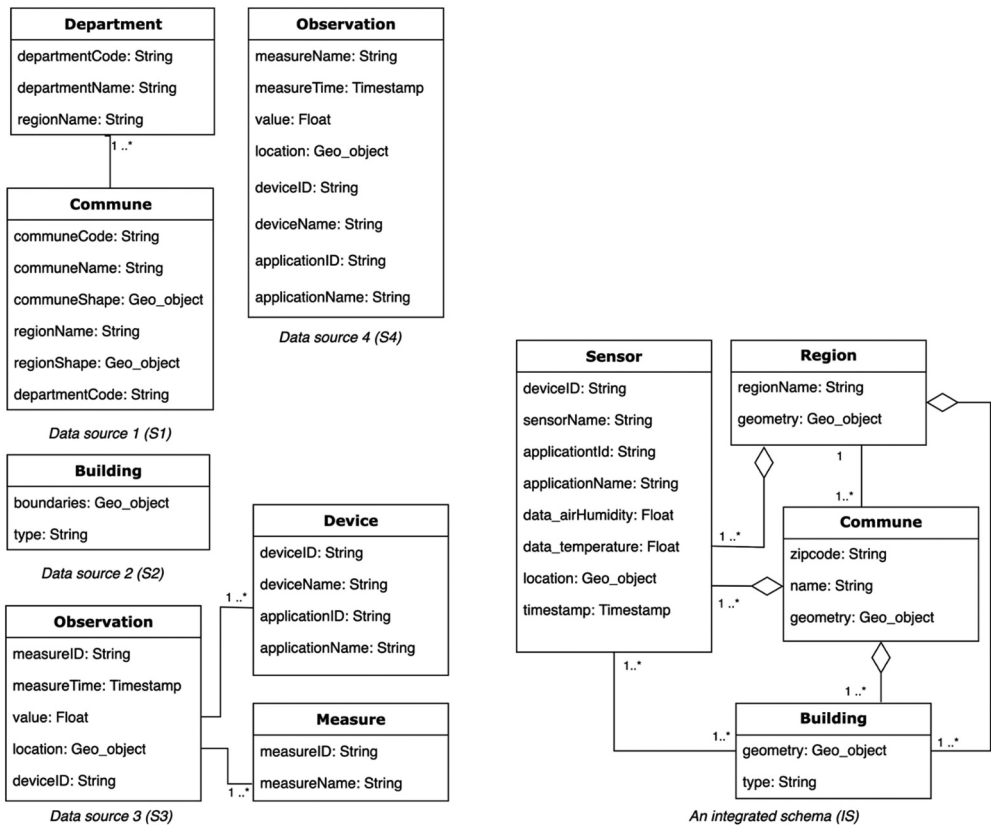 Department
departmentCode: String
departmentName: String
regionName: String
1 ..*
Commune
communeCode: String
communeName: String
communeShape: Geo_object
regionName: String
regionShape: Geo_object
departmentCode: String
Data source 1 (S1)
Observation
measureName: String
measureTime: Timestamp
value: Float
location: Geo_object
deviceID: String
deviceName: String
applicationID: String
applicationName: String
Data source 4 (S4)
Building
boundaries: Geo_object
type: String
Data source 2 (S2)
Observation
measureID: String
measureTime: Timestamp
value: Float
location: Geo_object
deviceID: String
Data source 3 (S3)
Device
deviceID: String
deviceName: String
applicationID: String
applicationName: String
1 ..*
Measure
measureID: String
measureName: String
1..*
Sensor
deviceID: String
sensorName: String
applicationtId: String
applicationName: String
data_airHumidity: Float
data_temperature: Float
location: Geo_object
timestamp: Timestamp
Region
regionName: String
geometry: Geo_object
1
1..*
1 ..*
1..*
Commune
zipcode: String
name: String
geometry: Geo_object
1..*
1 ..*
1..*
1 ..*
Building
geometry: Geo_object
type: String
An integrated schema (IS)